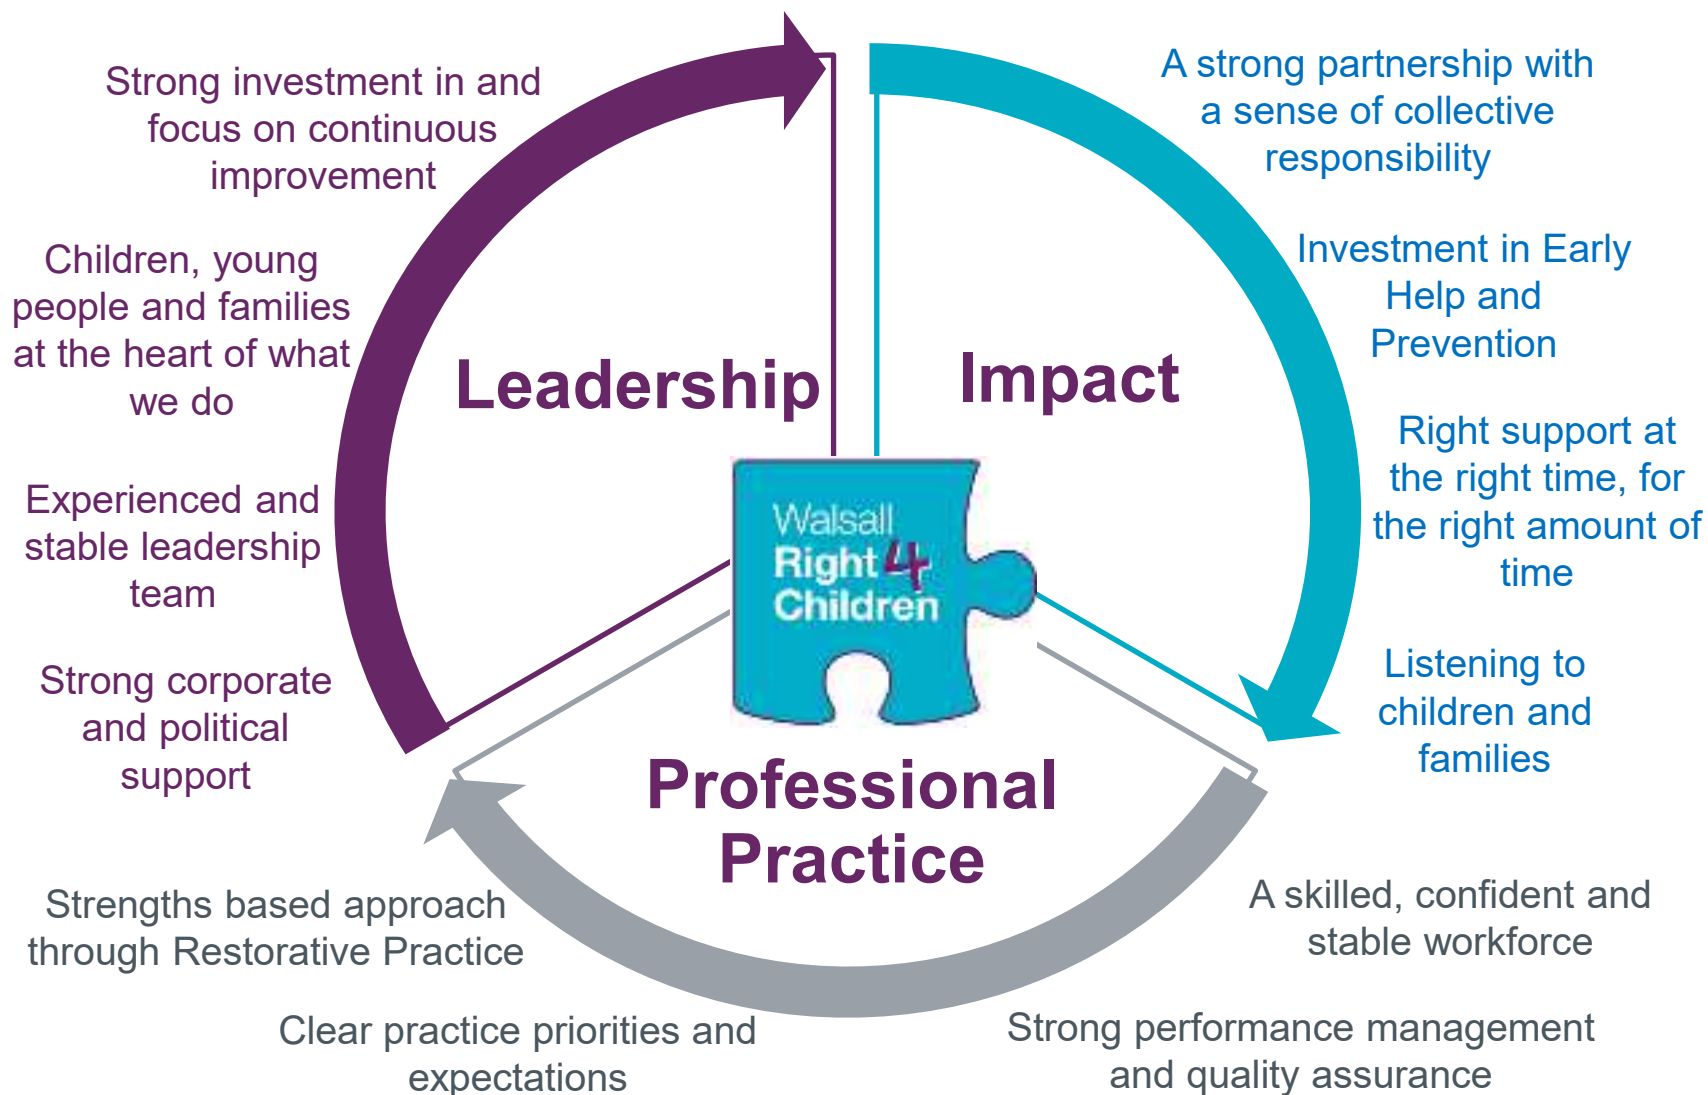 Strong investment in and
focus on continuous
improvement
Children, young
people and families
at the heart of what
we do
Experienced and
stable leadership
team
Strong corporate
and political
support
Leadership
Impact
A strong partnership with
a sense of collective
responsibility
Investment in Early
Help and
Prevention
Right support at
the right time, for
the right amount of
time
Listening to
children and
families
Walsall
Right 4
Children
Professional
Practice
Strengths based approach
through Restorative Practice
Clear practice priorities and
expectations
A skilled, confident and
stable workforce
Strong performance management
and quality assurance